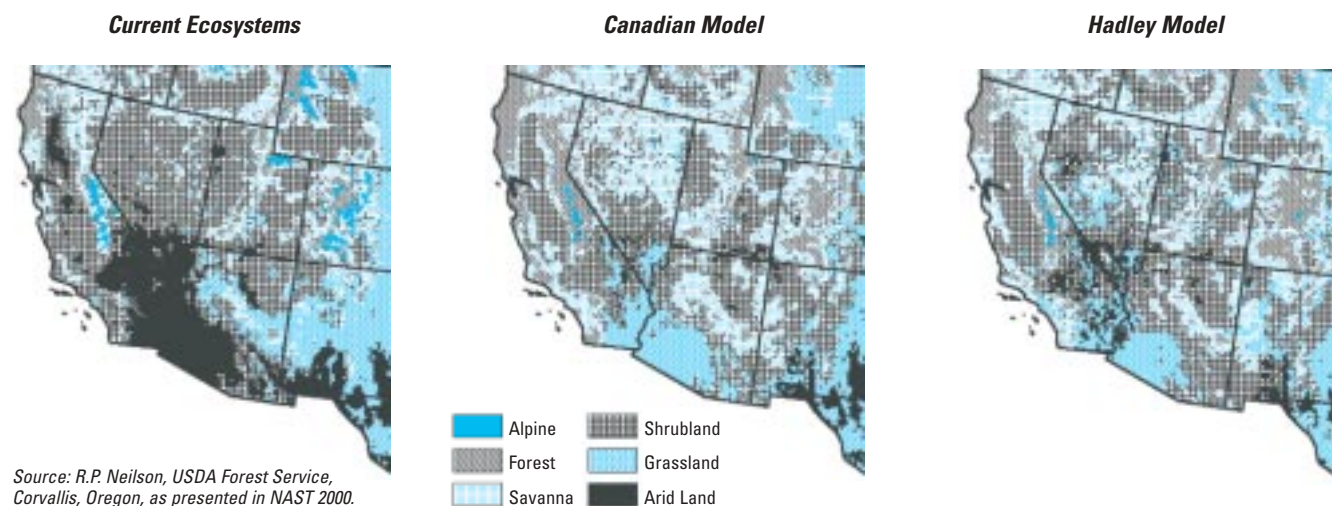 Current Ecosystems
Canadian Model
Hadley Model
Alpine
Shrubland
Forest
Grassland
Savanna
Arid Land
Source: R.P. Neilson, USDA Forest Service,
Corvallis, Oregon, as presented in NAST 2000.